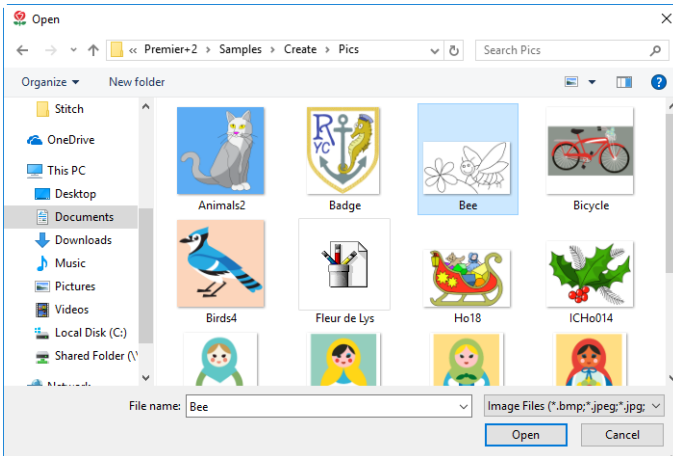 Open
« Premier+2 › Samples › Create › Pics
Search Pics
Organize
New folder
Stitch
OneDrive
This PC
Desktop
Documents
Downloads
Music
Pictures
Videos
Local Disk (C:)
Shared Folder (\\
Network
Animals2
Badge
Bee
Bicycle
R
YC
Birds4
Fleur de Lys
Ho18
ICHo014
File name:
Bee
Image Files (*.bmp;*.jpeg;*.jpg;
Open
Cancel